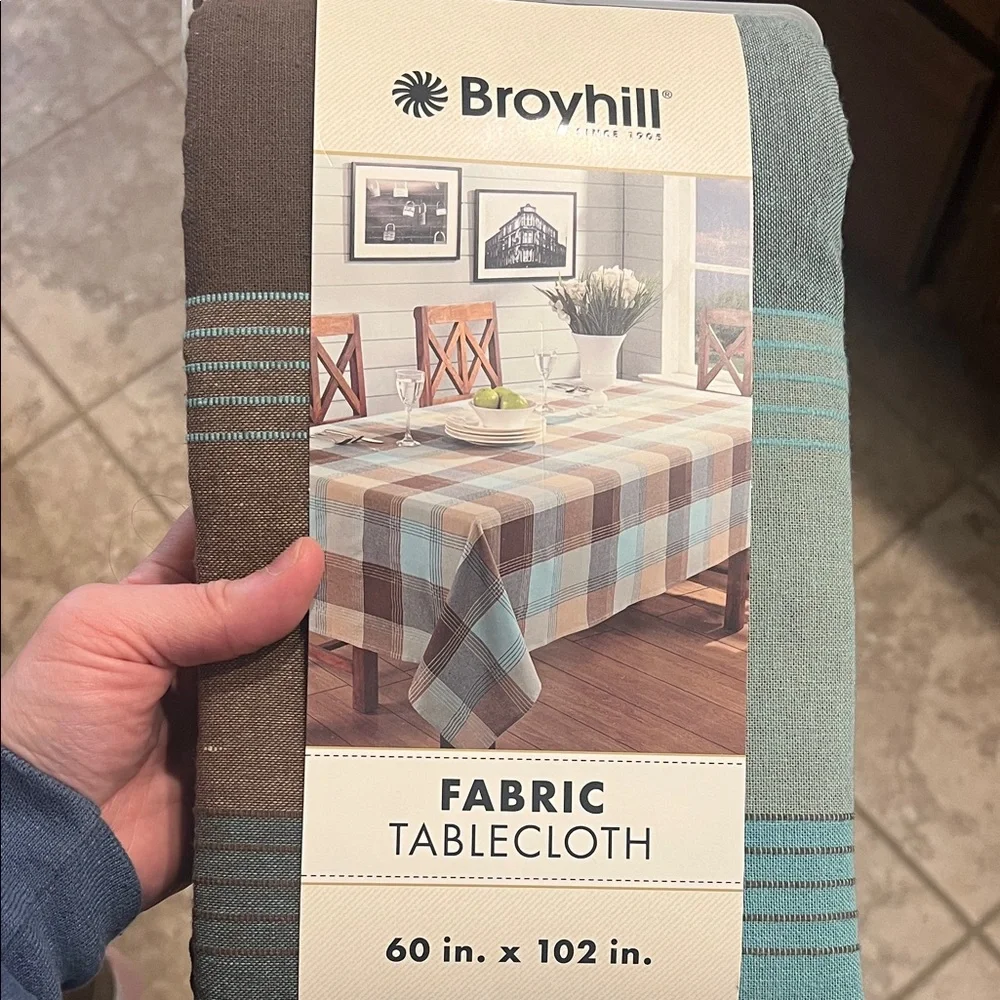 Broyhill®
SINCE 1905
FABRIC
TABLECLOTH
60 in. x 102 in.